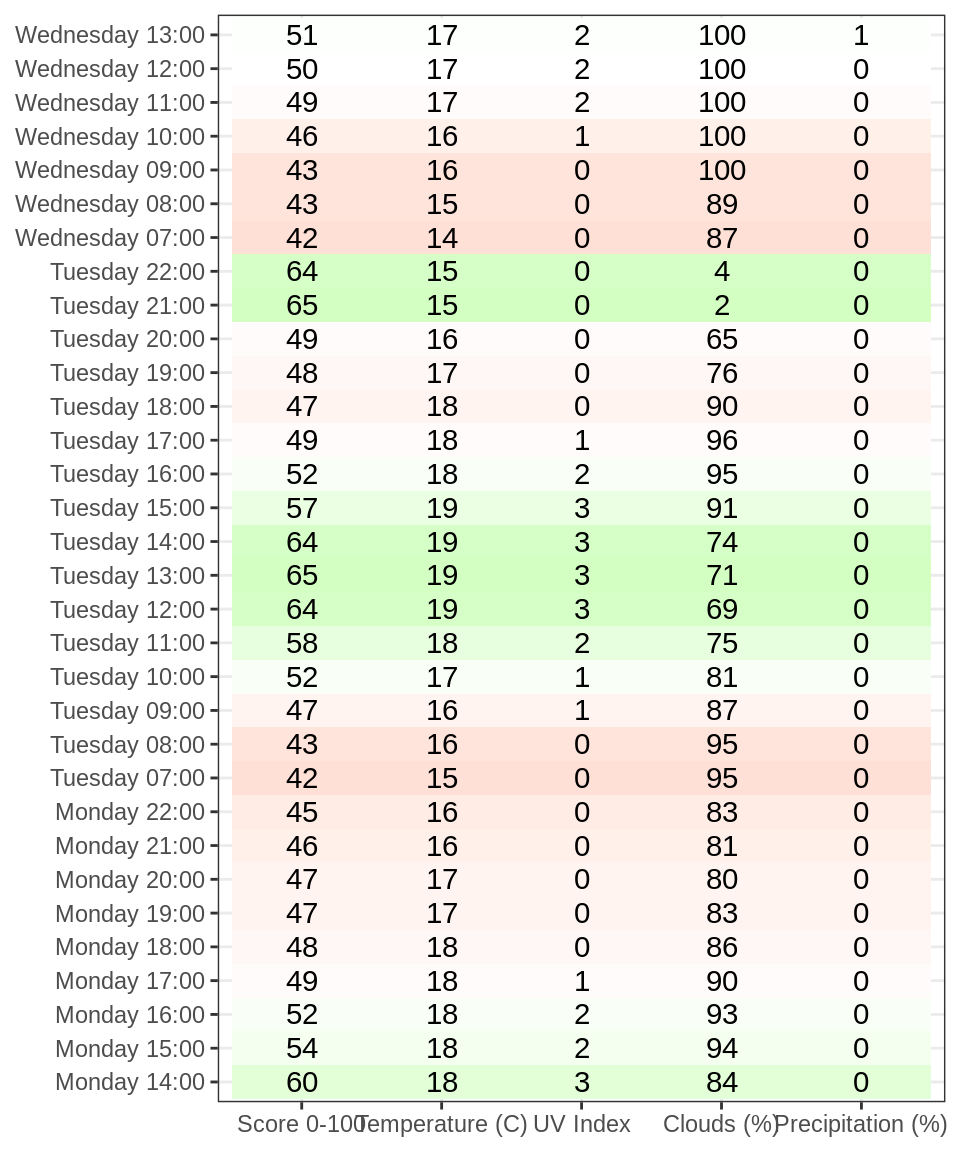 Wednesday 13:00 51 17 2 100 1
Wednesday 12:00 50 17 2 100 0
Wednesday 11:00 49 17 2 100 0
Wednesday 10:00 46 16 1 100 0
Wednesday 09:00 43 16 0 100 0
Wednesday 08:00 43 15 0 89 0
Wednesday 07:00 42 14 0 87 0
Tuesday 22:00 64 15 0 4 0
Tuesday 21:00 65 15 0 2 0
Tuesday 20:00 49 16 0 65 0
Tuesday 19:00 48 17 0 76 0
Tuesday 18:00 47 18 0 90 0
Tuesday 17:00 49 18 1 96 0
Tuesday 16:00 52 18 2 95 0
Tuesday 15:00 57 19 3 91 0
Tuesday 14:00 64 19 3 74 0
Tuesday 13:00 65 19 3 71 0
Tuesday 12:00 64 19 3 69 0
Tuesday 11:00 58 18 2 75 0
Tuesday 10:00 52 17 1 81 0
Tuesday 09:00 47 16 1 87 0
Tuesday 08:00 43 16 0 95 0
Tuesday 07:00 42 15 0 95 0
Monday 22:00 45 16 0 83 0
Monday 21:00 46 16 0 81 0
Monday 20:00 47 17 0 80 0
Monday 19:00 47 17 0 83 0
Monday 18:00 48 18 0 86 0
Monday 17:00 49 18 1 90 0
Monday 16:00 52 18 2 93 0
Monday 15:00 54 18 2 94 0
Monday 14:00 60 18 3 84 0
Score 0-100 Temperature (C) UV Index Clouds (%) Precipitation (%)